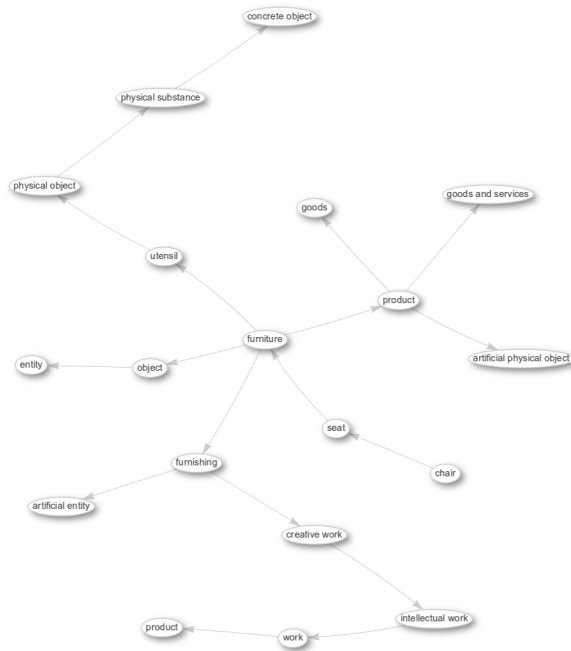 concrete object
physical substance
physical object
goods and services
goods
utensil
product
furniture
artificial physical object
entity
object
seat
furnishing
chair
artificial entity
creative work
intellectual work
product
work